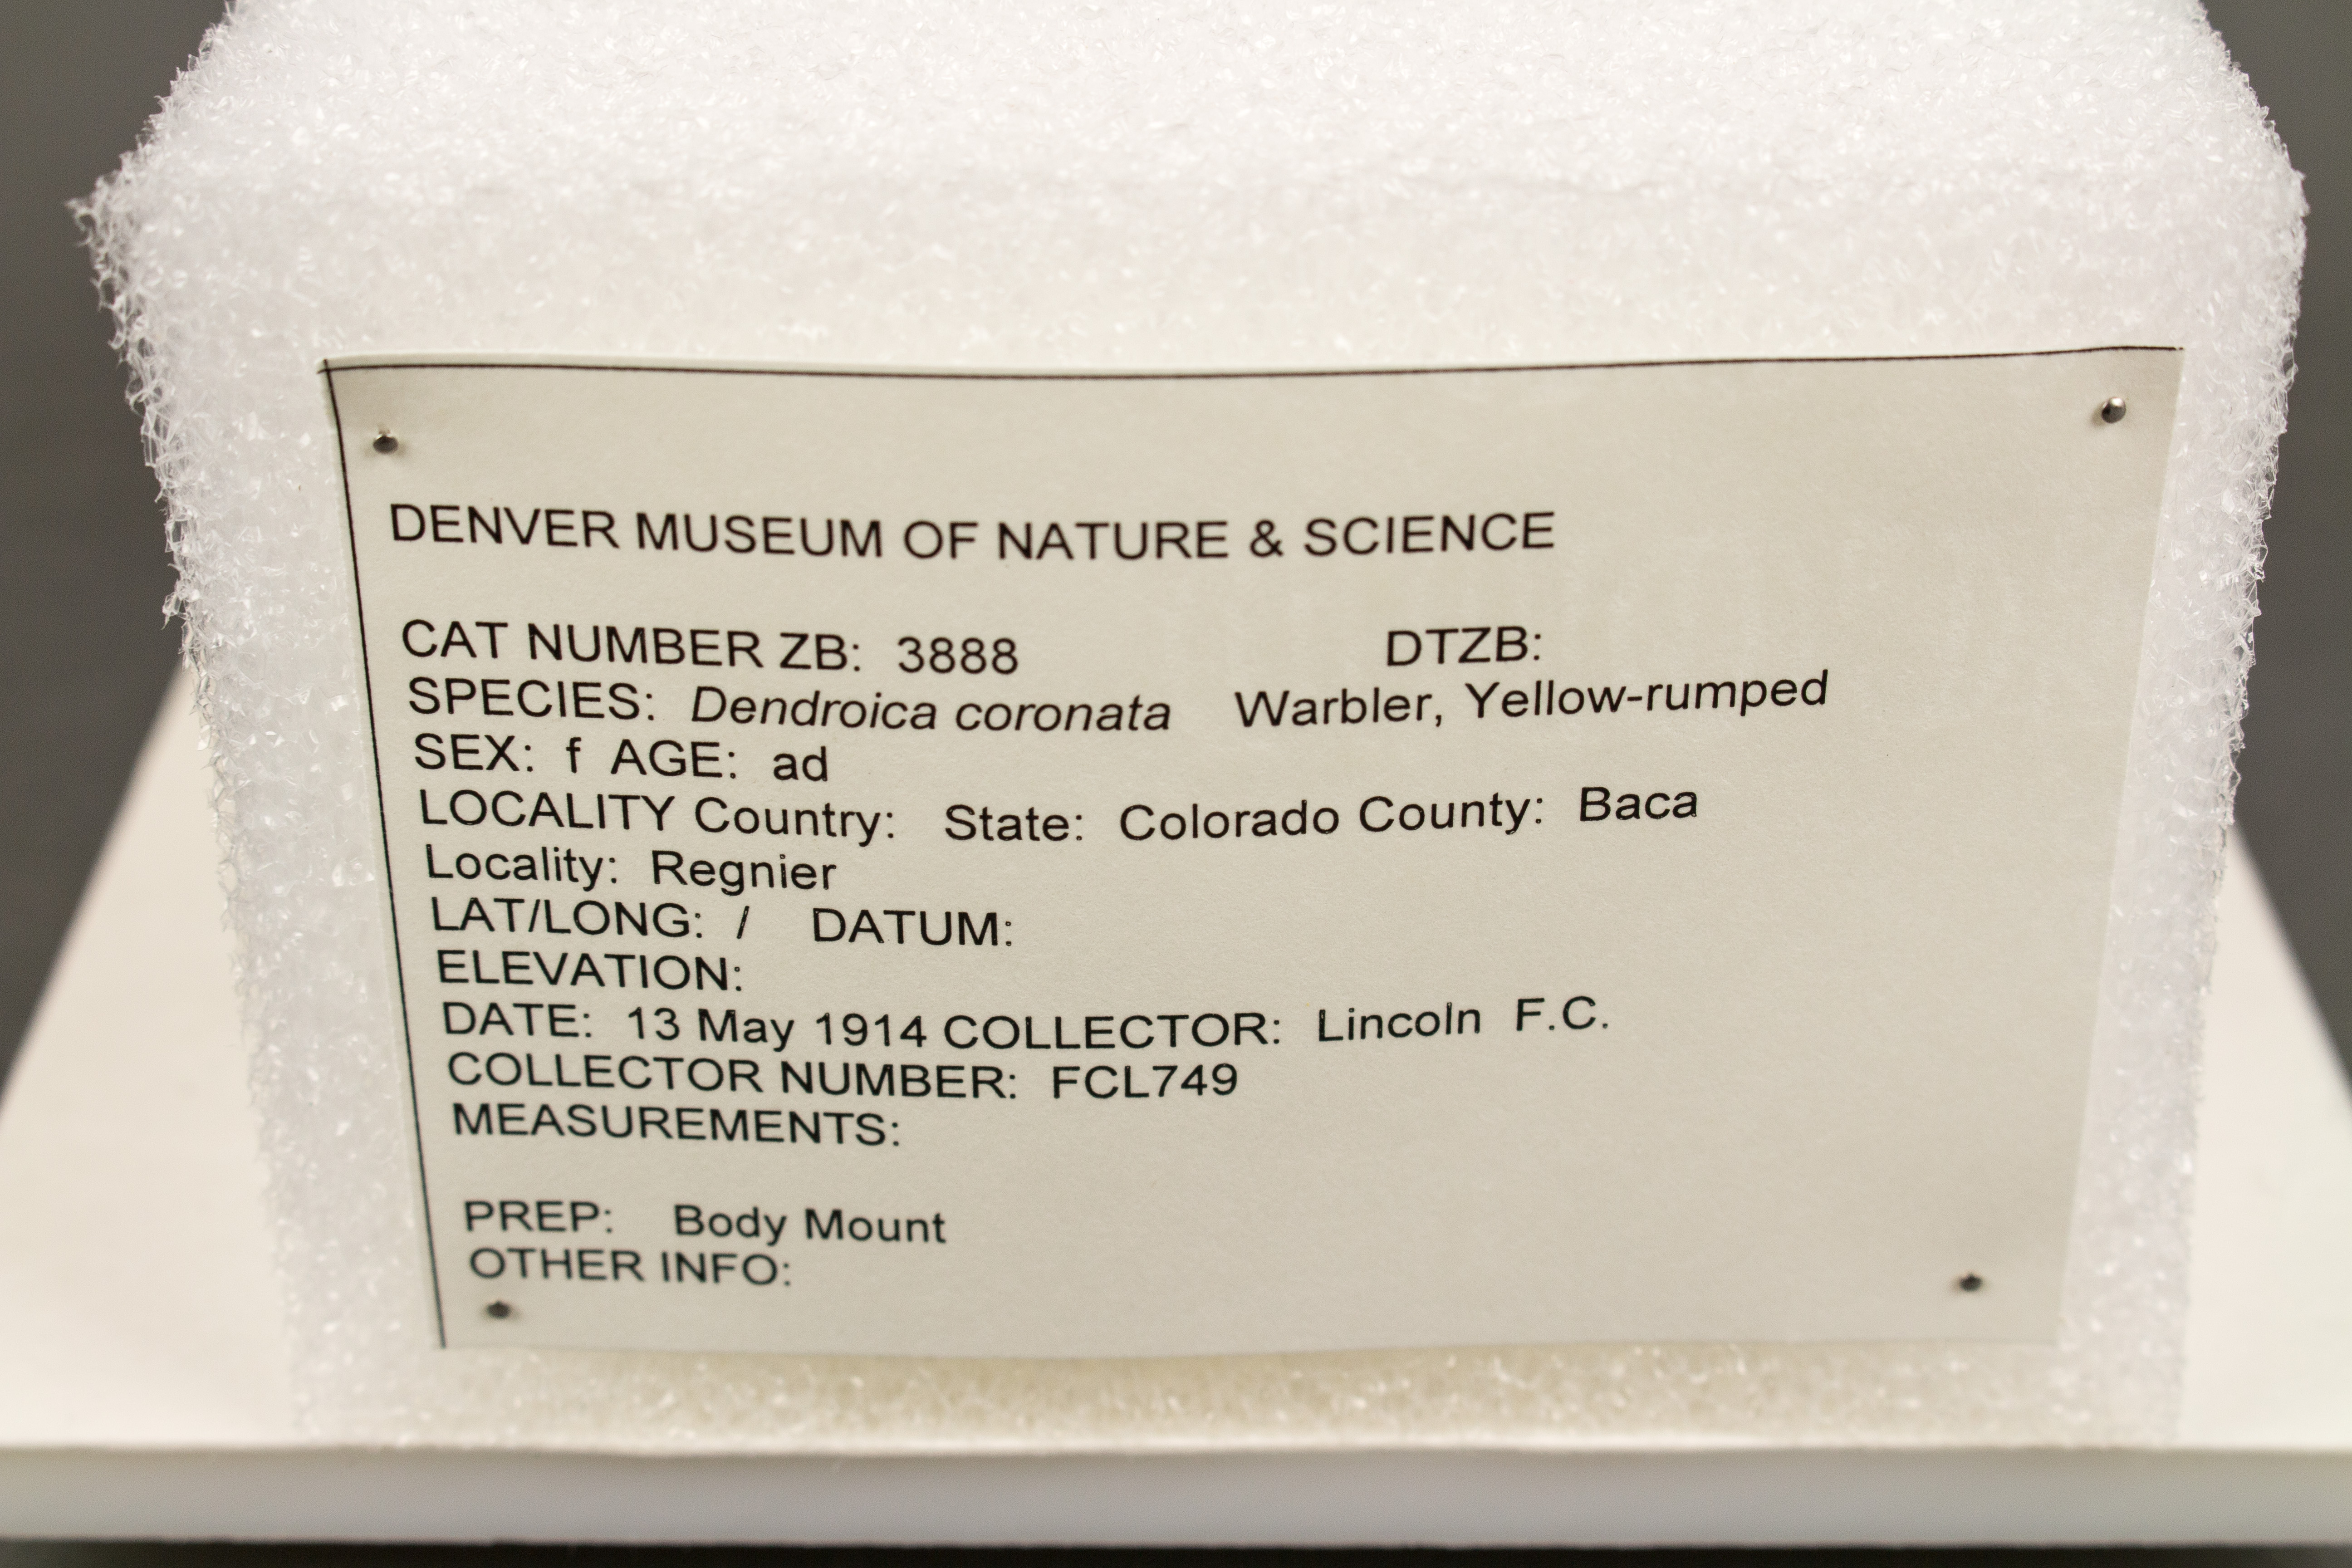 DENVER MUSEUM OF NATURE & SCIENCE
CAT NUMBER ZB: 3888 DTZB:
SPECIES: Dendroica coronata Warbler, Yellow-rumped
SEX: f AGE: ad
LOCALITY Country: State: Colorado County: Baca
Locality: Regnier
LAT/LONG: / DATUM:
ELEVATION:
DATE: 13 May 1914 COLLECTOR: Lincoln F.C.
COLLECTOR NUMBER: FCL749
MEASUREMENTS:
PREP: Body Mount
OTHER INFO: